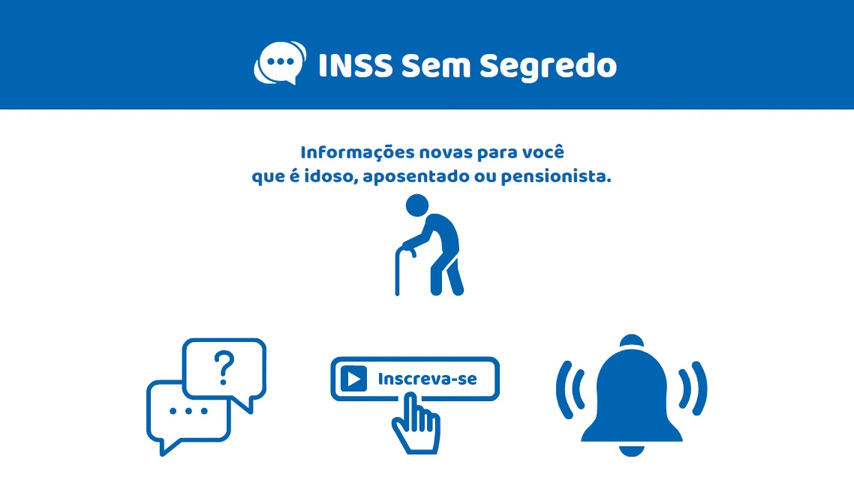 INSS Sem Segredo
Informações novas para você
que é idoso, aposentado ou pensionista.
?
Inscreva-se